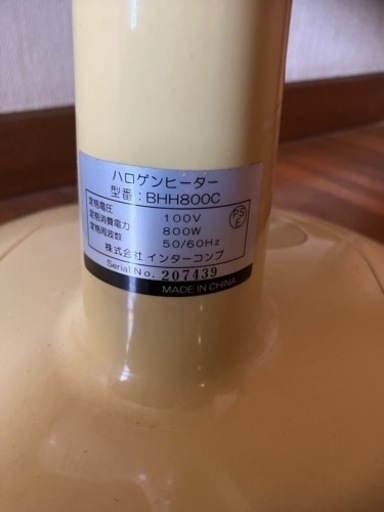 ハロゲンヒーター
型番:BHH800C
定格電圧 100V
定格消費電力 800W
定格周波数 50/60Hz
PSE
株式会社 インターコンプ
Serial No. 207439
MADE IN CHINA